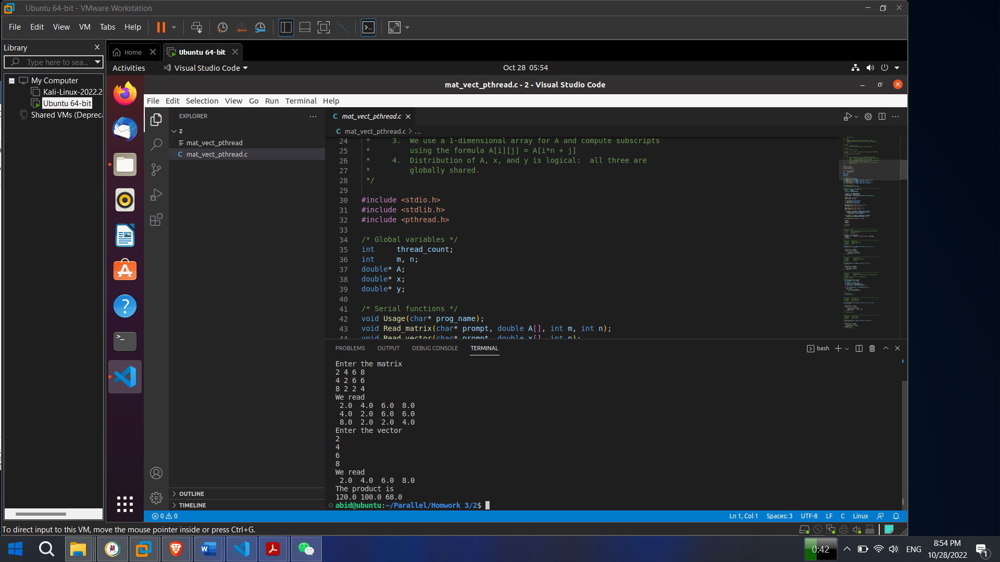 Ubuntu 64-bit - VMware Workstation
File Edit View VM Tabs Help
Library
Type here to sea...
My Computer
Kali-Linux-2022.2
Ubuntu 64-bit
Shared VMs (Depreca
Home
Ubuntu 64-bit
Activities
Visual Studio Code
Oct 28 05:54
mat_vect_pthread.c - 2 - Visual Studio Code
File Edit Selection View Go Run Terminal Help
EXPLORER
2
mat_vect_pthread
C mat_vect_pthread.c
OUTLINE
TIMELINE
C mat_vect_pthread.c
C mat_vect_pthread.c > ...
24 * 3. We use a 1-dimensional array for A and compute subscripts
25 * using the formula A[i][j] = A[i*n + j]
26 * 4. Distribution of A, x, and y is logical: all three are
27 * globally shared.
28 */
29
30 #include <stdio.h>
31 #include <stdlib.h>
32 #include <pthread.h>
33
34 /* Global variables */
35 int thread_count;
36 int m, n;
37 double* A;
38 double* x;
39 double* y;
40
41 /* Serial functions */
42 void Usage(char* prog_name);
43 void Read_matrix(char* prompt, double A[], int m, int n);
44 void Read_vector(char* prompt, double x[], int n);
PROBLEMS OUTPUT DEBUG CONSOLE TERMINAL
bash
Enter the matrix
2 4 6 8
4 2 6 6
8 2 2 4
We read
2.0 4.0 6.0 8.0
4.0 2.0 6.0 6.0
8.0 2.0 2.0 4.0
Enter the vector
2
4
6
8
We read
2.0 4.0 6.0 8.0
The product is
120.0 100.0 68.0
abid@ubuntu:~/Parallel/Homwork 3/2$
0 0
Ln 1, Col 1 Spaces: 3 UTF-8 LF C Linux
To direct input to this VM, move the mouse pointer inside or press Ctrl+G.
0:42
ENG
8:54 PM
10/28/2022
1